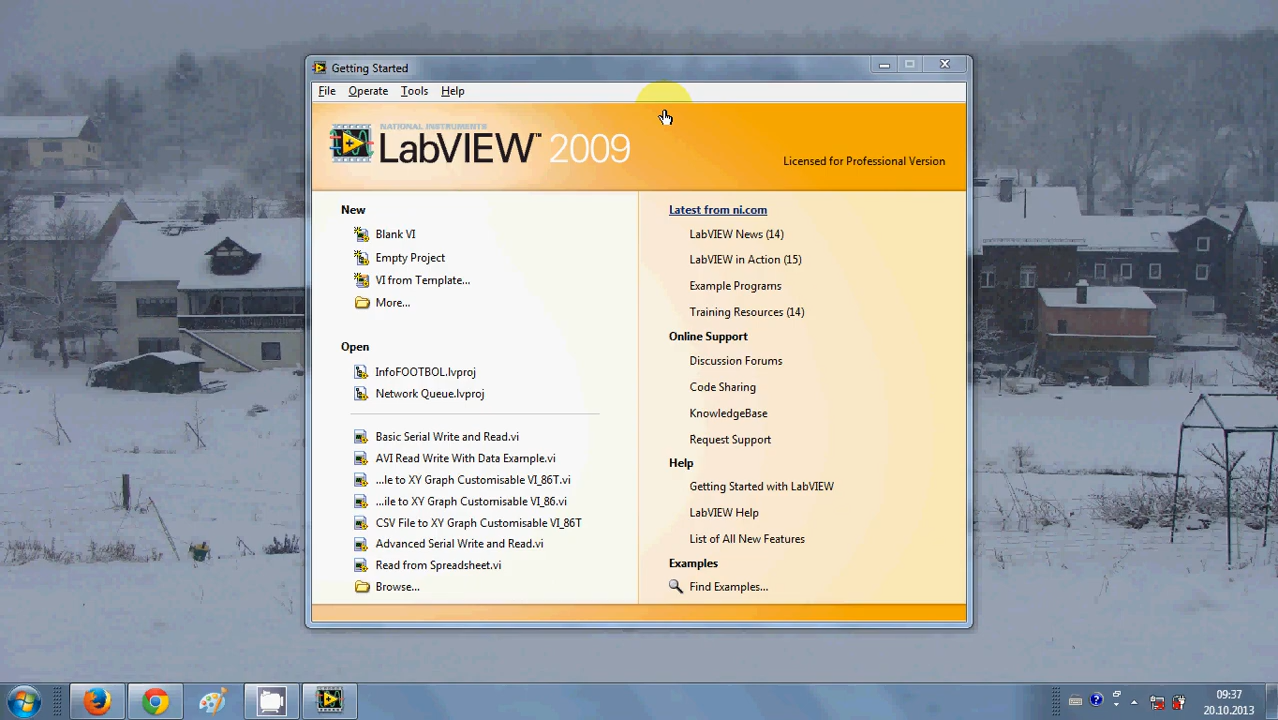 Getting Started
File Operate Tools Help
NATIONAL INSTRUMENTS
LabVIEW™ 2009
Licensed for Professional Version
New
Blank VI
Empty Project
VI from Template...
More...
Open
InfoFOOTBOL.lvproj
Network Queue.lvproj
Basic Serial Write and Read.vi
AVI Read Write With Data Example.vi
...le to XY Graph Customisable VI_86T.vi
...ile to XY Graph Customisable VI_86.vi
CSV File to XY Graph Customisable VI_86T
Advanced Serial Write and Read.vi
Read from Spreadsheet.vi
Browse...
Latest from ni.com
LabVIEW News (14)
LabVIEW in Action (15)
Example Programs
Training Resources (14)
Online Support
Discussion Forums
Code Sharing
KnowledgeBase
Request Support
Help
Getting Started with LabVIEW
LabVIEW Help
List of All New Features
Examples
Find Examples...
09:37
20.10.2013